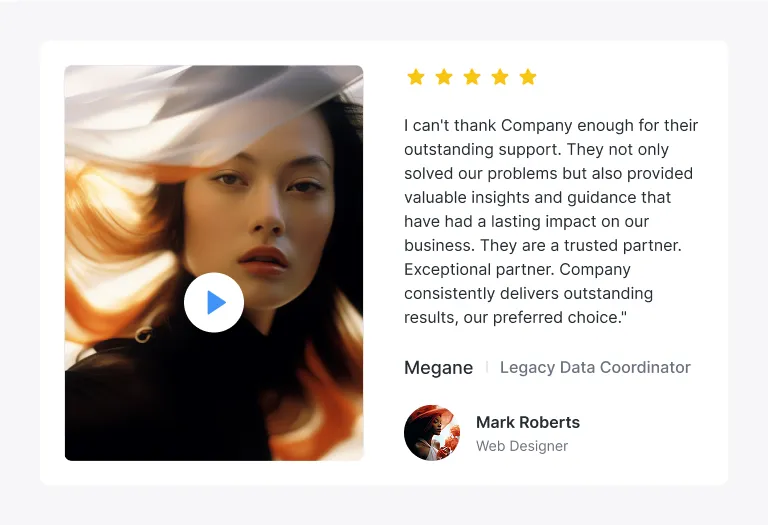 I can't thank Company enough for their
outstanding support. They not only
solved our problems but also provided
valuable insights and guidance that
have had a lasting impact on our
business. They are a trusted partner.
Exceptional partner. Company
consistently delivers outstanding
results, our preferred choice."
Megane | Legacy Data Coordinator
Mark Roberts
Web Designer